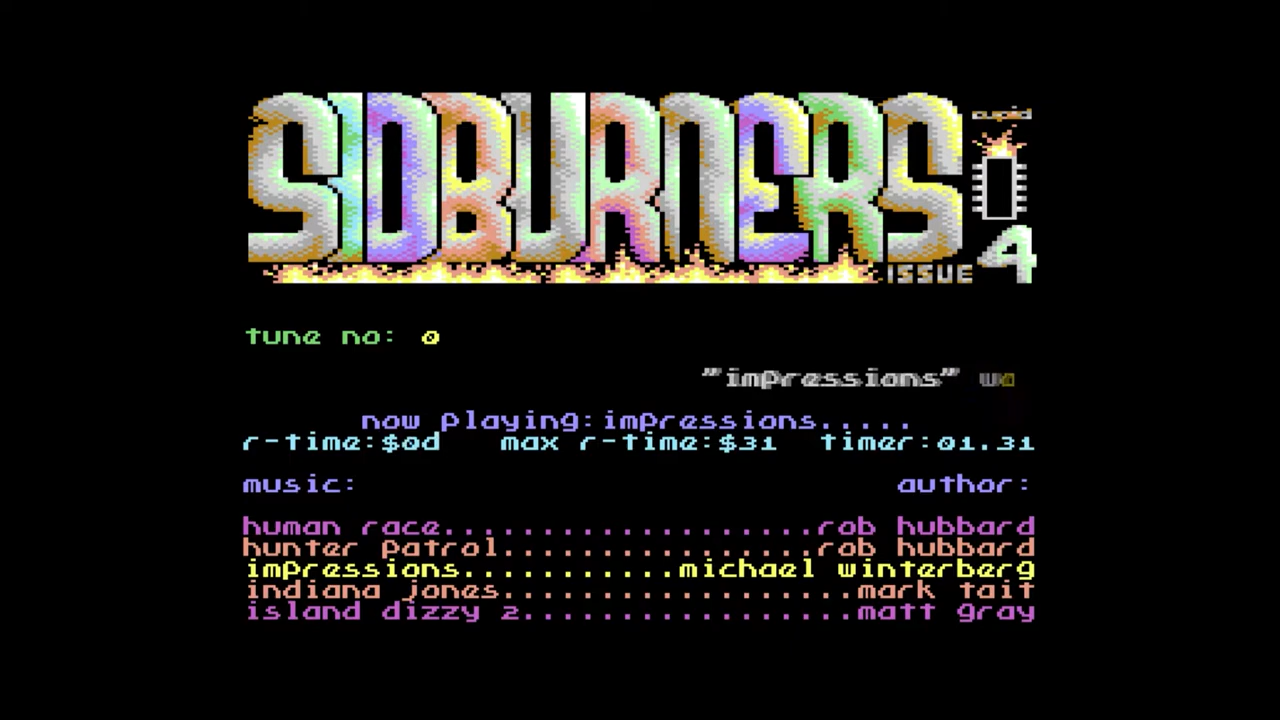 SIDBURNERS
cupid
ISSUE 4
tune no: 0
"impressions" w
now playing:impressions.....
r-time:$0d max r-time:$31 timer:01.31
music: author:
human race...................rob hubbard
hunter patrol................rob hubbard
impressions...........michael winterberg
indiana jones..................mark tait
island dizzy 2.................matt gray